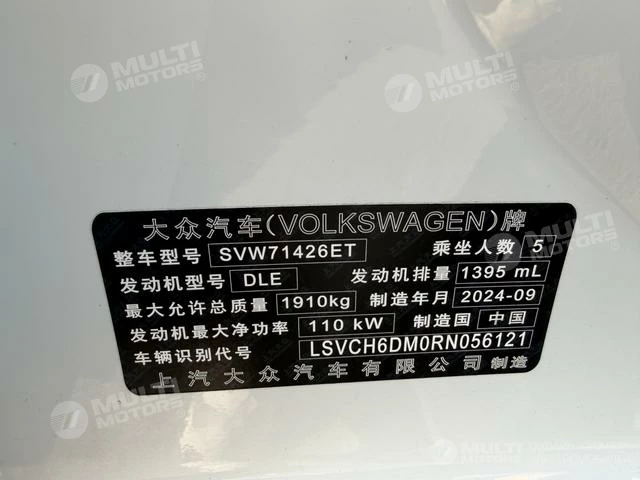 MULTI MOTORS®
MULTI MOTORS
大众汽车(VOLKSWAGEN)牌
整车型号 SVW71426ET 乘坐人数 5
发动机型号 DLE 发动机排量 1395 mL
最大允许总质量 1910kg 制造年月 2024-09
发动机最大净功率 110 kW 制造国 中国
车辆识别代号 LSVCH6DM0RN056121
上汽大众汽车有限公司 制造
MULTI MOTORS®
MULTI MOTORS